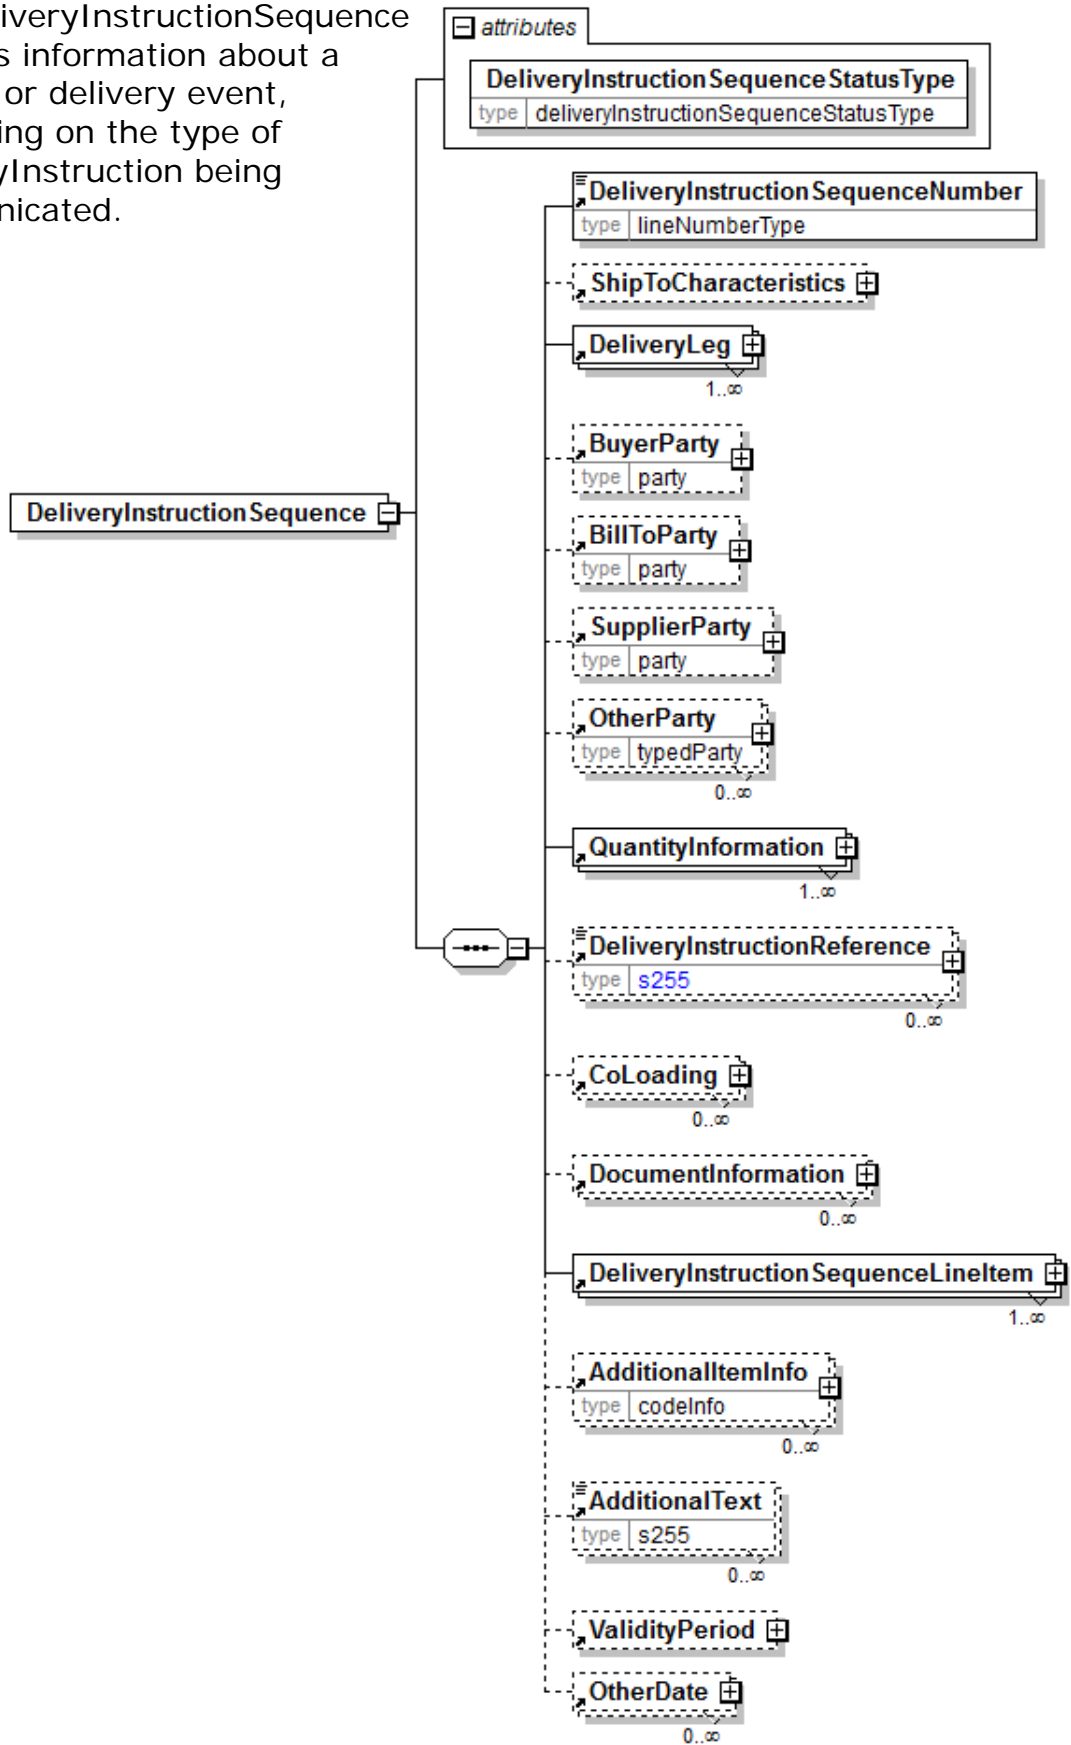 iveryInstructionSequence
s information about a
or delivery event,
ing on the type of
yInstruction being
nicated.
attributes
DeliveryInstructionSequenceStatusType
type deliveryInstructionSequenceStatusType
DeliveryInstructionSequenceNumber
type lineNumberType
ShipToCharacteristics
DeliveryLeg
1..∞
BuyerParty
type party
DeliveryInstructionSequence
BillToParty
type party
SupplierParty
type party
OtherParty
type typedParty
0..∞
QuantityInformation
1..∞
DeliveryInstructionReference
type s255
0..∞
CoLoading
0..∞
DocumentInformation
0..∞
DeliveryInstructionSequenceLineItem
1..∞
AdditionalItemInfo
type codeInfo
0..∞
AdditionalText
type s255
0..∞
ValidityPeriod
OtherDate
0..∞